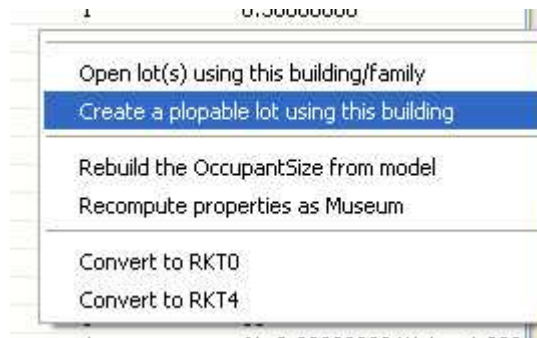 Open lot(s) using this building/family
Create a plopable lot using this building
Rebuild the OccupantSize from model
Recompute properties as Museum
Convert to RKT0
Convert to RKT4